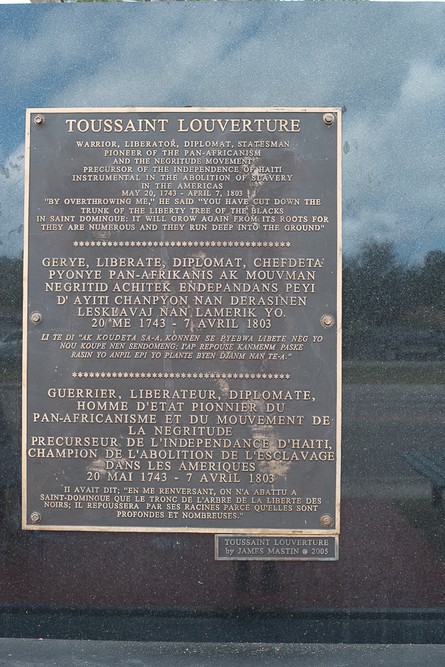 TOUSSAINT LOUVERTURE
WARRIOR, LIBERATOR, DIPLOMAT, STATESMAN
PIONEER OF THE PAN-AFRICANISM
AND THE NEGRITUDE MOVEMENT
PRECURSOR OF THE INDEPENDENCE OF HAITI
INSTRUMENTAL IN THE ABOLITION OF SLAVERY
IN THE AMERICAS
MAY 20, 1743 - APRIL 7, 1803
"BY OVERTHROWING ME," HE SAID "YOU HAVE CUT DOWN THE
TRUNK OF THE LIBERTY TREE OF THE BLACKS
IN SAINT DOMINGUE: IT WILL GROW AGAIN FROM ITS ROOTS FOR
THEY ARE NUMEROUS AND THEY RUN DEEP INTO THE GROUND"
GERYE, LIBERATE, DIPLOMAT, CHEFDETA
PYONYE PAN-AFRIKANIS AK MOUVMAN
NEGRITID ACHITEK ENDEPANDANS PEYI
D' AYITI CHANPYON NAN DERASINEN
LESKLAVAJ NAN LAMERIK YO.
20 ME 1743 - 7 AVRIL 1803
LI TE DI "AK KOUDETA SA-A, KONNEN SE PYEBWA LIBETE NEG YO
NOU KOUPE NEN SENDOMENG; L'AP REPOUSE KANMENM PASKE
RASIN YO ANPIL EPI YO PLANTE BYEN DJANM NAN TE-A."
GUERRIER, LIBERATEUR, DIPLOMATE,
HOMME D'ETAT PIONNIER DU
PAN-AFRICANISME ET DU MOUVEMENT DE
LA NEGRITUDE
PRECURSEUR DE L'INDEPENDANCE D'HAITI,
CHAMPION DE L'ABOLITION DE L'ESCLAVAGE
DANS LES AMERIQUES
20 MAI 1743 - 7 AVRIL 1803
II AVAIT DIT; "EN ME RENVERSANT, ON N'A ABATTU A
SAINT-DOMINGUE QUE LE TRONC DE L'ARBRE DE LA LIBERTE DES
NOIRS; IL REPOUSSERA PAR SES RACINES PARCE QU'ELLES SONT
PROFONDES ET NOMBREUSES."
TOUSSAINT LOUVERTURE
by JAMES MASTIN © 2005